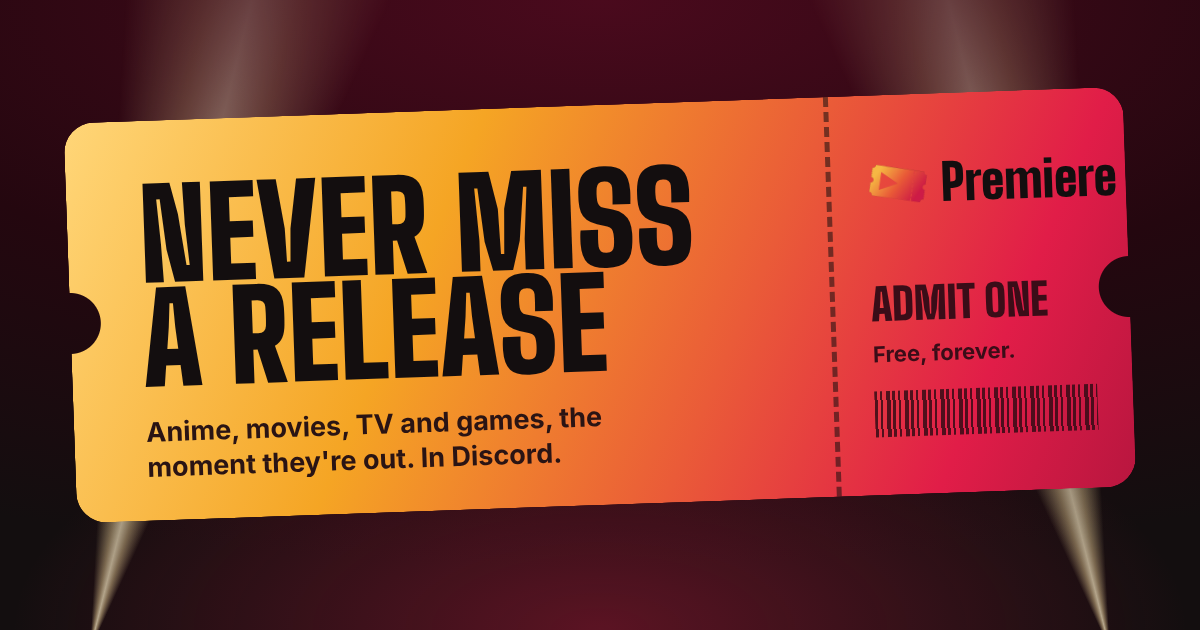 NEVER MISS
A RELEASE
Anime, movies, TV and games, the
moment they're out. In Discord.
Premiere
ADMIT ONE
Free, forever.